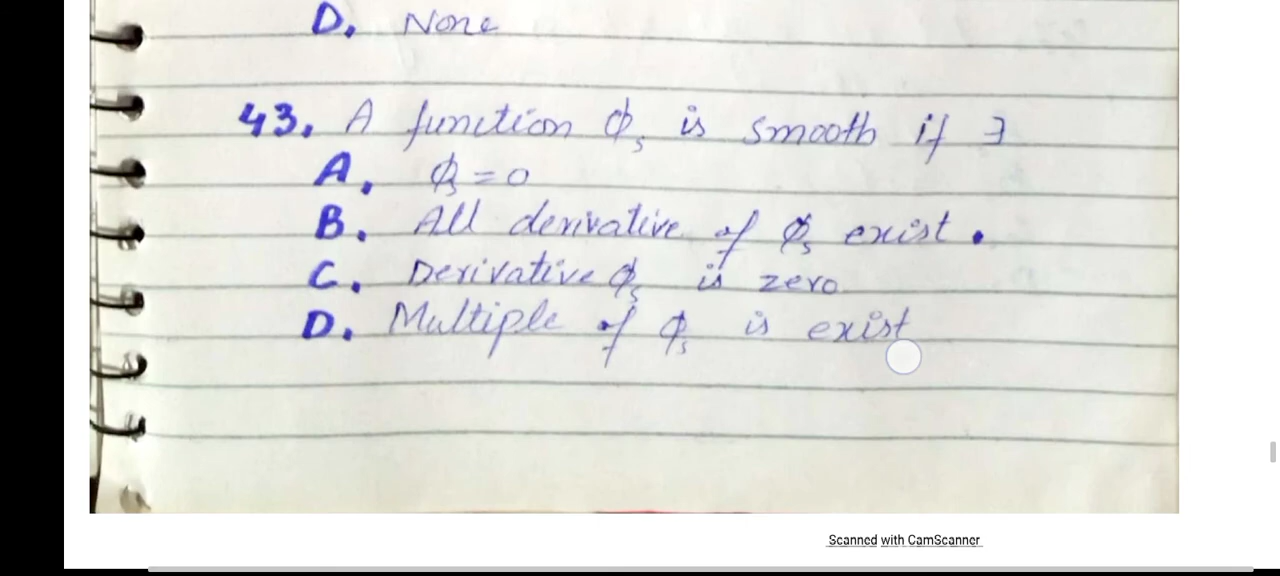 D. None
43. A function ϕs is smooth if ∃
A. ϕs = 0
B. All derivative of ϕs exist.
C. Derivative ϕs is zero
D. Multiple of ϕs is exist
Scanned with CamScanner